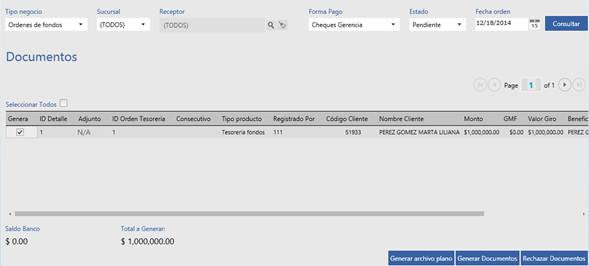 Tipo negocio Sucursal Receptor Forma Pago Estado Fecha orden
Ordenes de fondos (TODOS) (TODOS) Cheques Gerencia Pendiente 12/18/2014 15 Consultar
Documentos
Page 1 of 1
Seleccionar Todos
Genera ID Detalle Adjunto ID Orden Tesoreria Consecutivo Tipo producto Registrado Por Código Cliente Nombre Cliente Monto GMF Valor Giro Benefic
1 N/A 1 Tesoreria fondos 111 51933 PEREZ GOMEZ MARTA LILIANA $1,000,000.00 $0.00 $1,000,000.00 PEREZ G
Saldo Banco Total a Generar:
$ 0.00 $ 1,000,000.00
Generar archivo plano Generar Documentos Rechazar Documentos